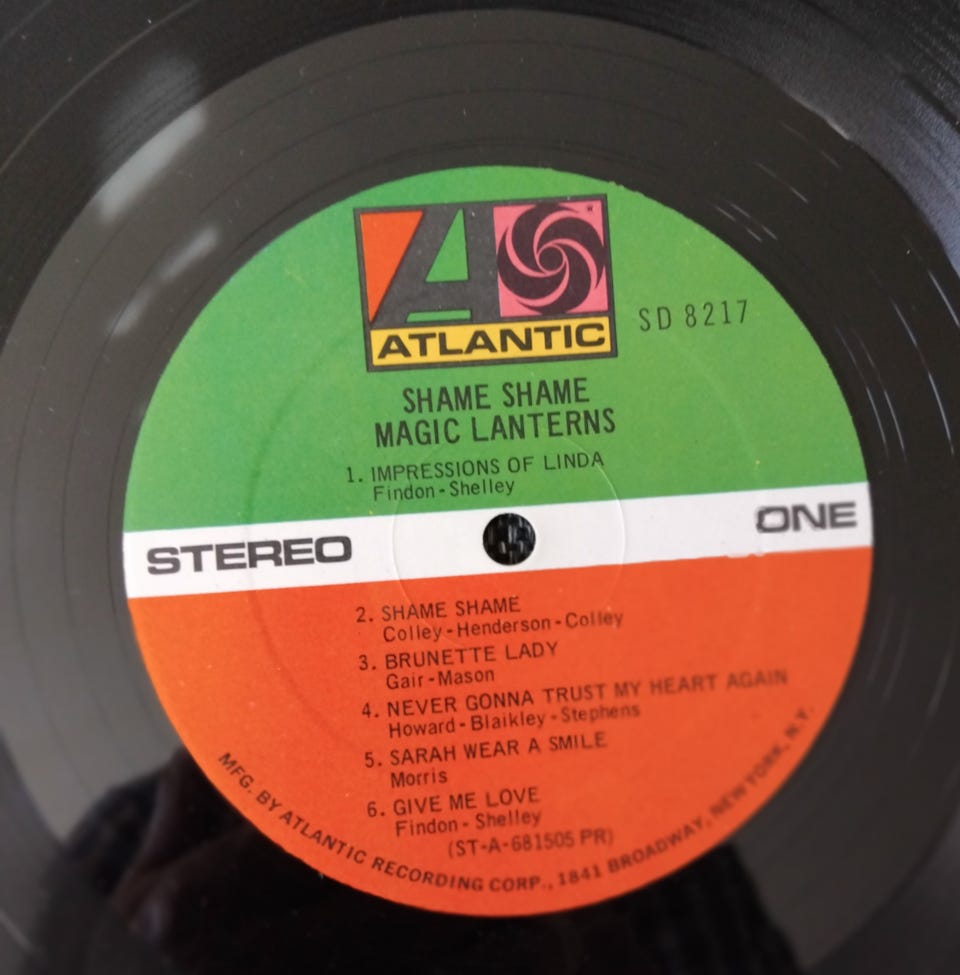 ATLANTIC
SD 8217
SHAME SHAME
MAGIC LANTERNS
1. IMPRESSIONS OF LINDA
Findon-Shelley
STEREO
ONE
2. SHAME SHAME
Colley-Henderson-Colley
3. BRUNETTE LADY
Gair-Mason
4. NEVER GONNA TRUST MY HEART AGAIN
Howard-Blaikley-Stephens
5. SARAH WEAR A SMILE
Morris
6. GIVE ME LOVE
Findon-Shelley
(ST-A-681505 PR)
MFG. BY ATLANTIC RECORDING CORP., 1841 BROADWAY, NEW YORK, N.Y.